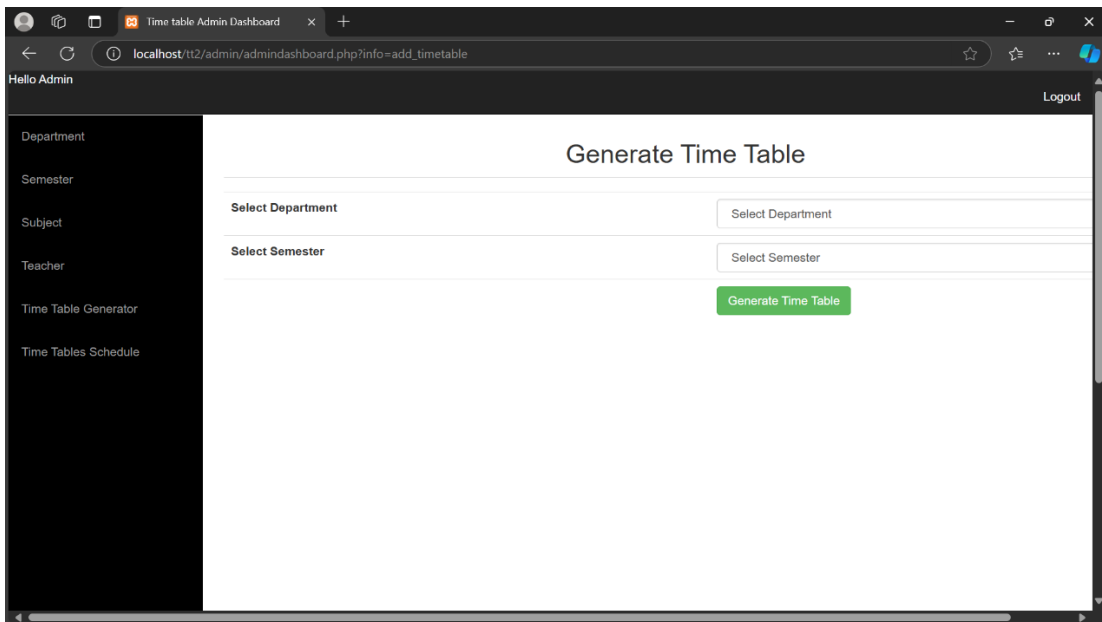 Time table Admin Dashboard
localhost/tt2/admin/admindashboard.php?info=add_timetable
Hello Admin
Logout
Department
Semester
Subject
Teacher
Time Table Generator
Time Tables Schedule
Generate Time Table
Select Department
Select Department
Select Semester
Select Semester
Generate Time Table